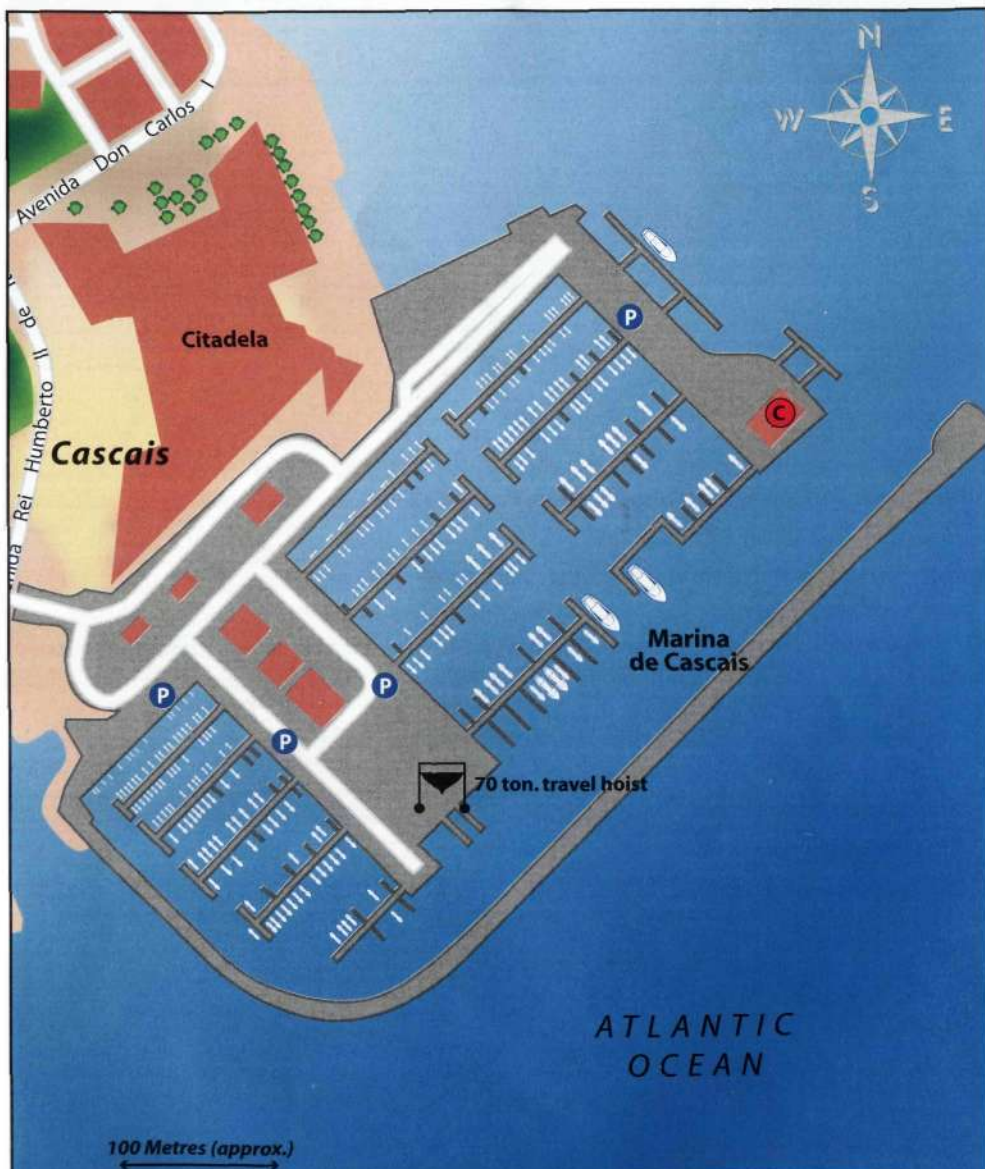 N
W E
S
Avenida Don Carlos I
Rei Humberto II de
Citadela
Cascais
P
C
Marina
de Cascais
P
P
P
70 ton. travel hoist
ATLANTIC
OCEAN
100 Metres (approx.)